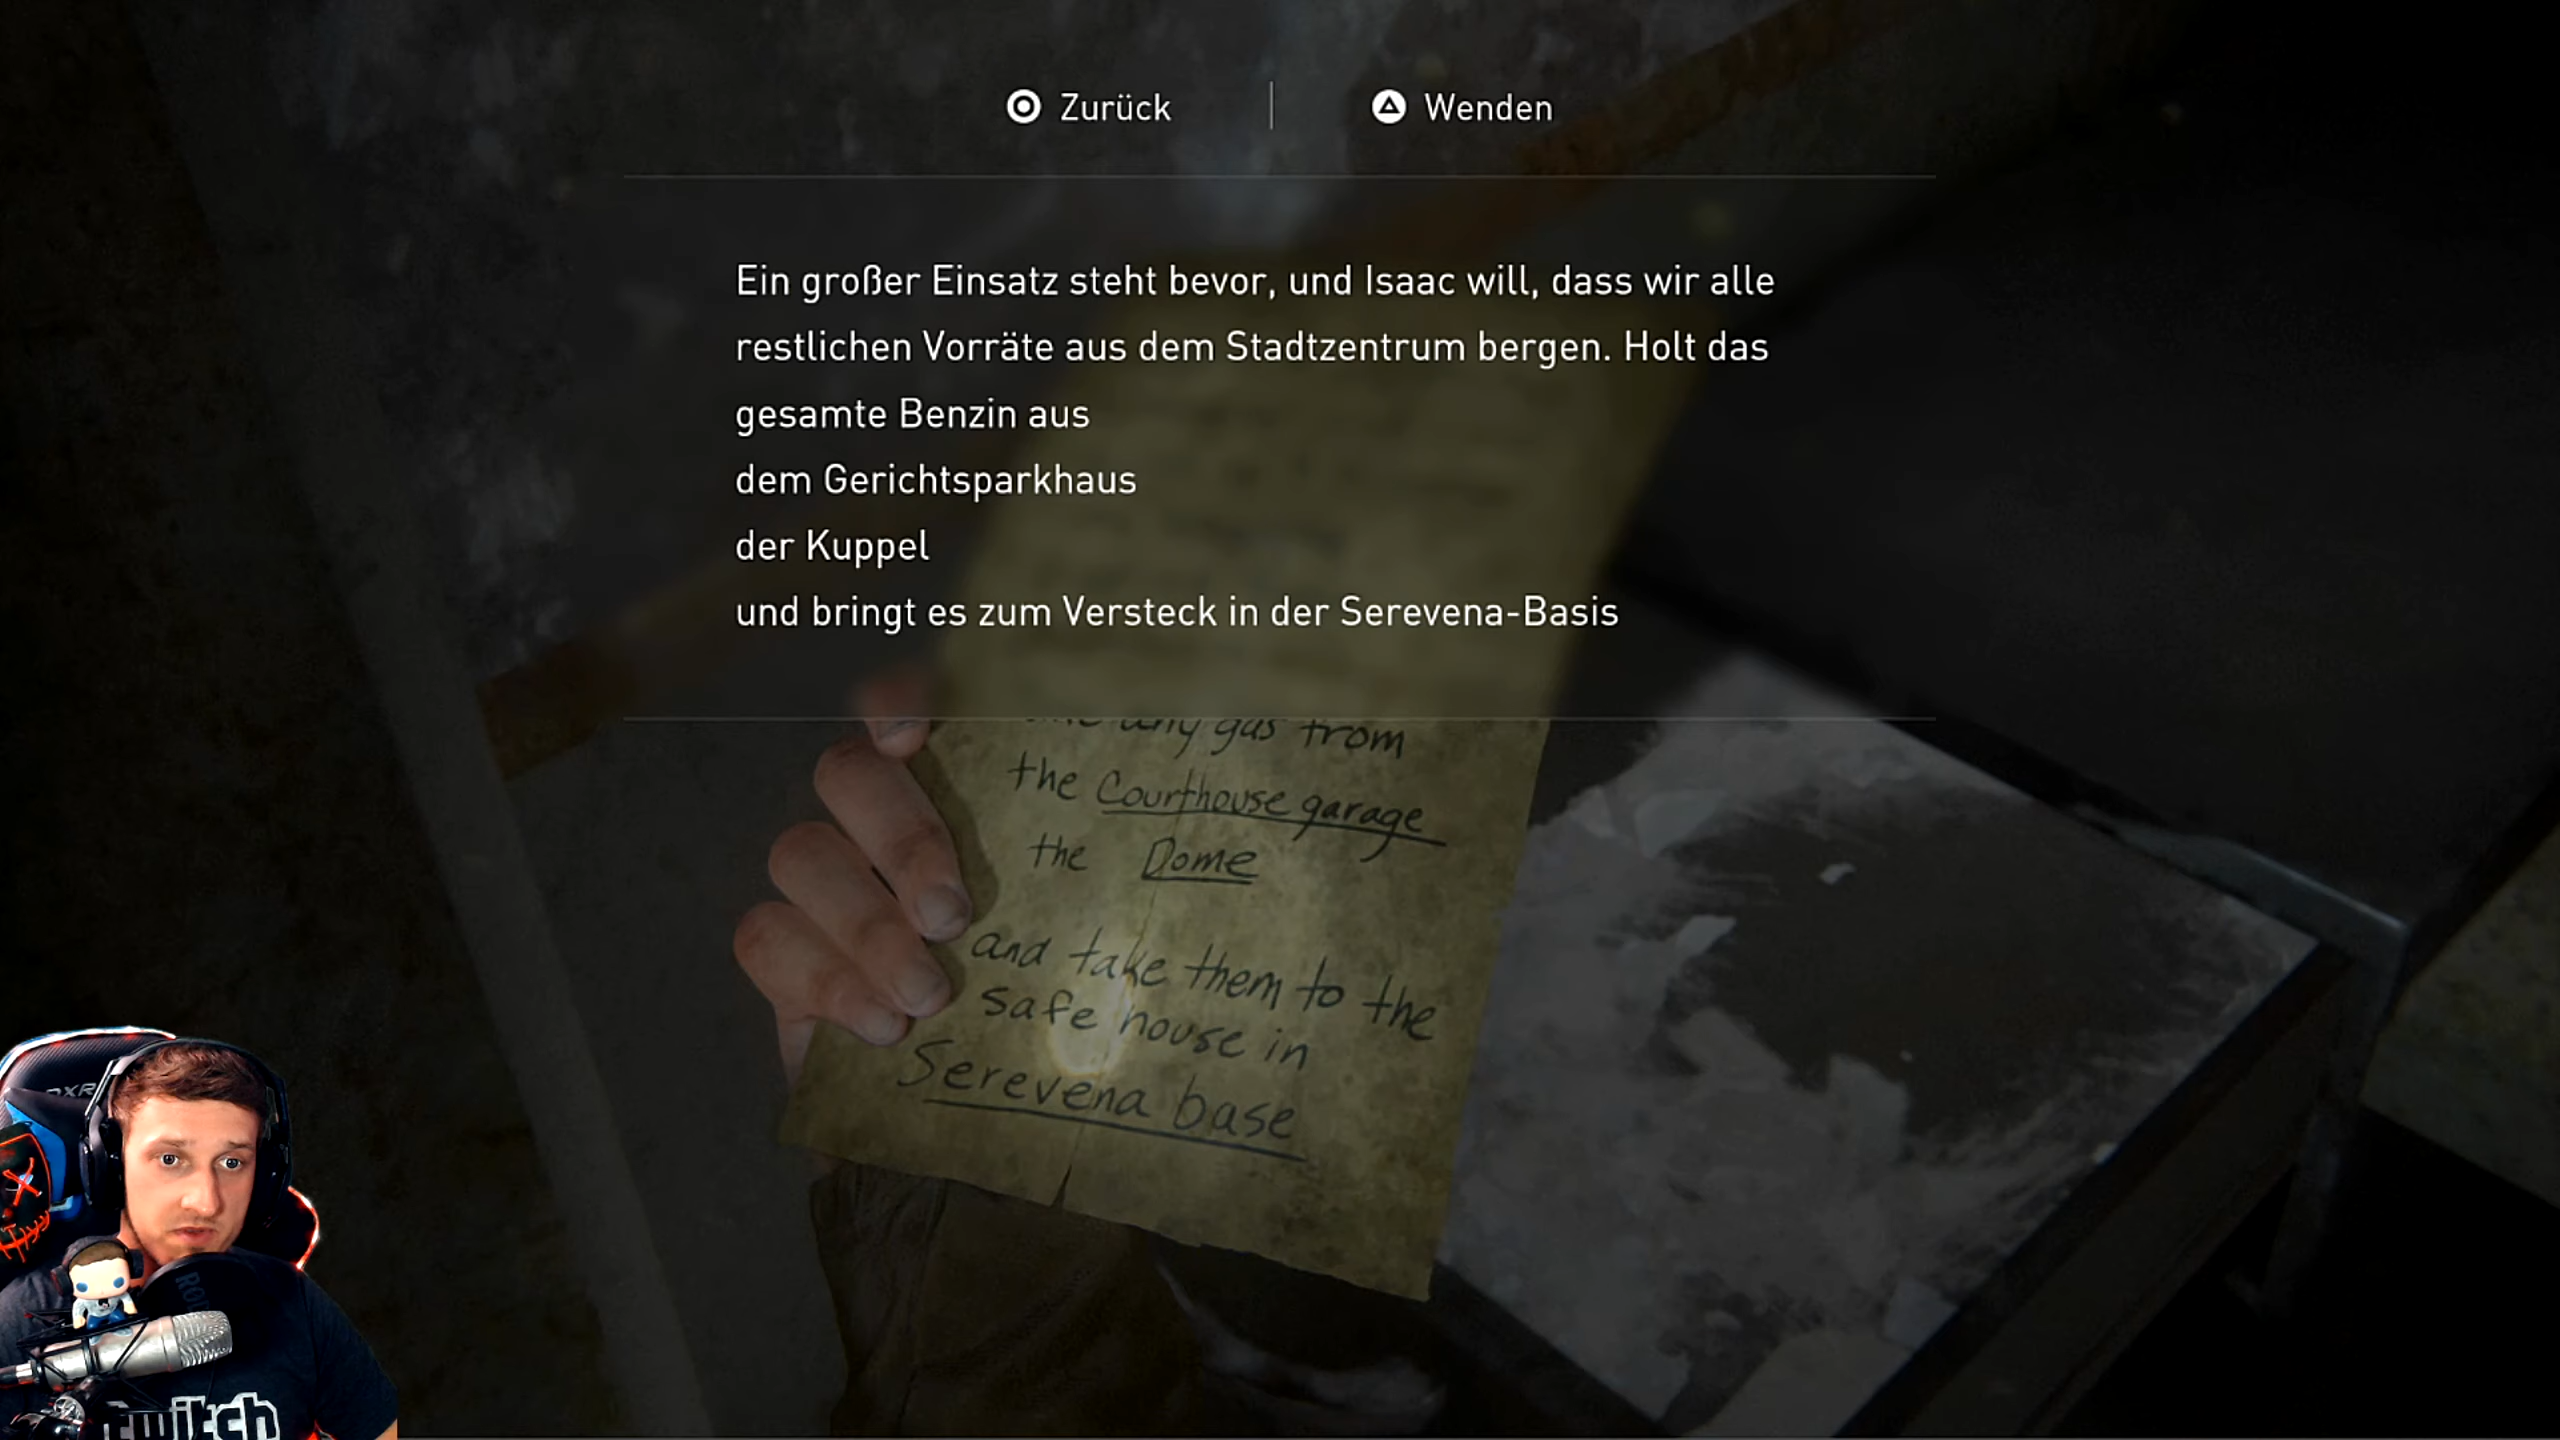 Zurück
Wenden
Ein großer Einsatz steht bevor, und Isaac will, dass wir alle
restlichen Vorräte aus dem Stadtzentrum bergen. Holt das
gesamte Benzin aus
dem Gerichtsparkhaus
der Kuppel
und bringt es zum Versteck in der Serevena-Basis
any gas from
the Courthouse garage
the Dome
and take them to the
safe house in
Serevena base
twitch